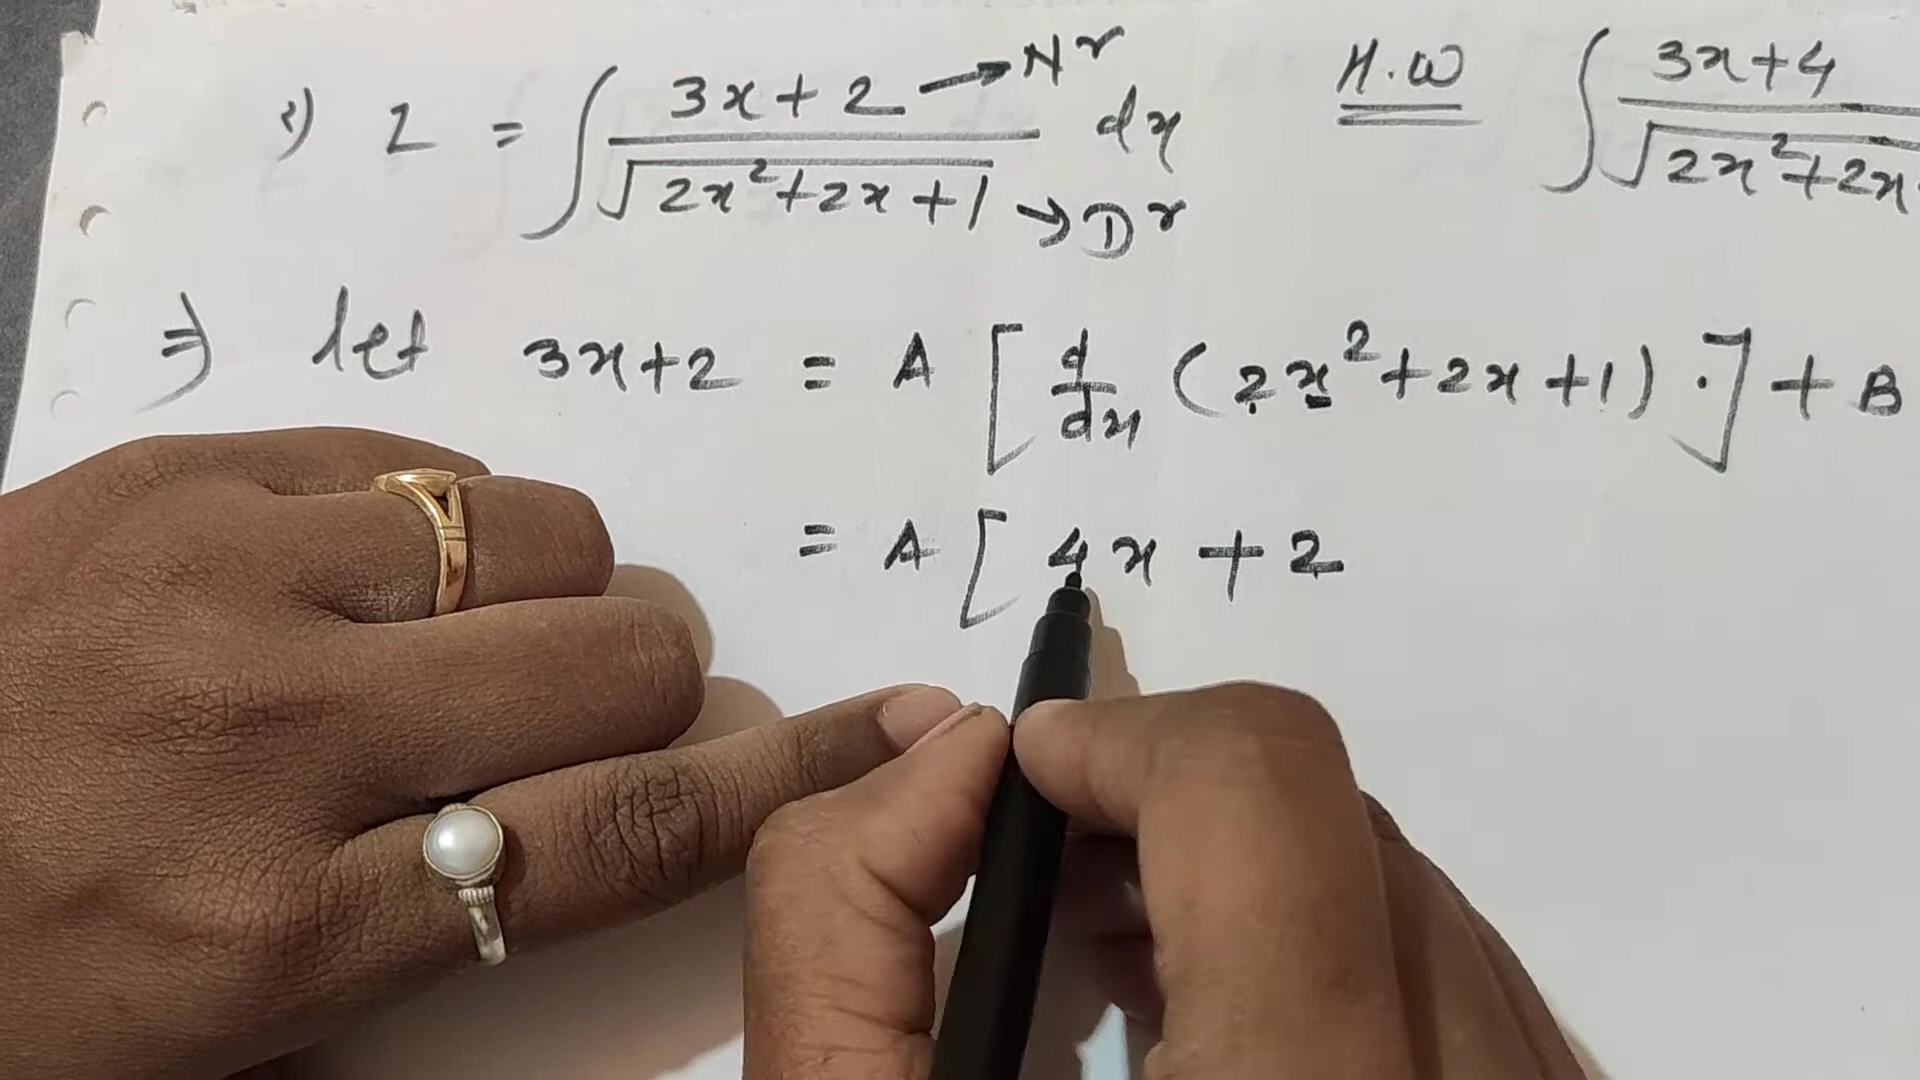 1) I = ∫ (3x+2)/√(2x²+2x+1) dx → Nʳ → Dʳ
H.W ∫ (3x+4)/√(2x²+2x
⇒ let 3x+2 = A [ d/dx (2x²+2x+1) . ] + B
= A [ 4x + 2